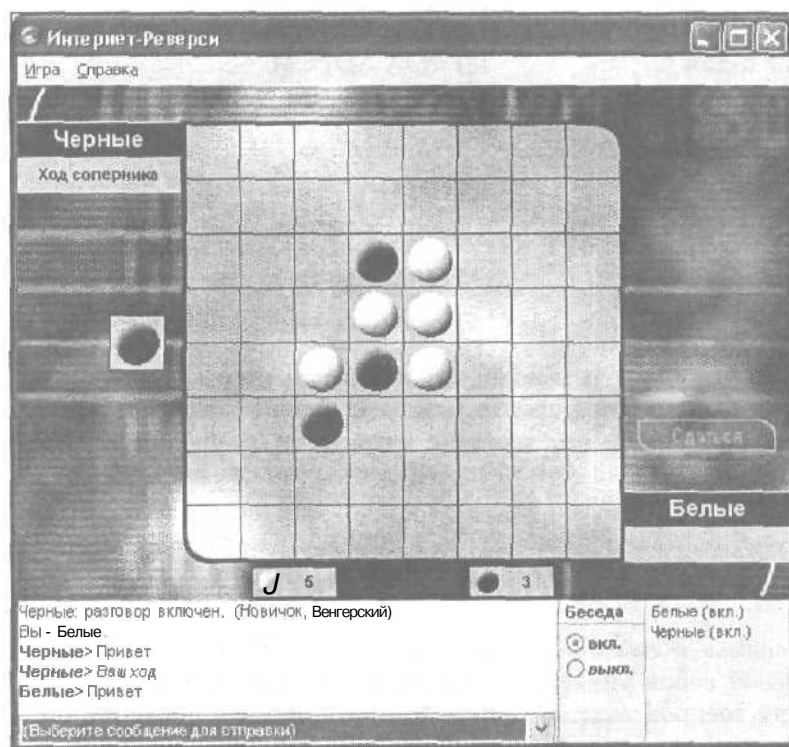 Интернет-Реверси
Игра Справка
Черные
Ход соперника
Сдаться
Белые
5
3
Черные: разговор включен. (Новичок, Венгерский)
Вы - Белые.
Черные> Привет
Черные> Ваш ход
Белые> Привет
(Выберите сообщение для отправки)
Беседа
вкл.
выкл.
Белые (вкл.)
Черные (вкл.)